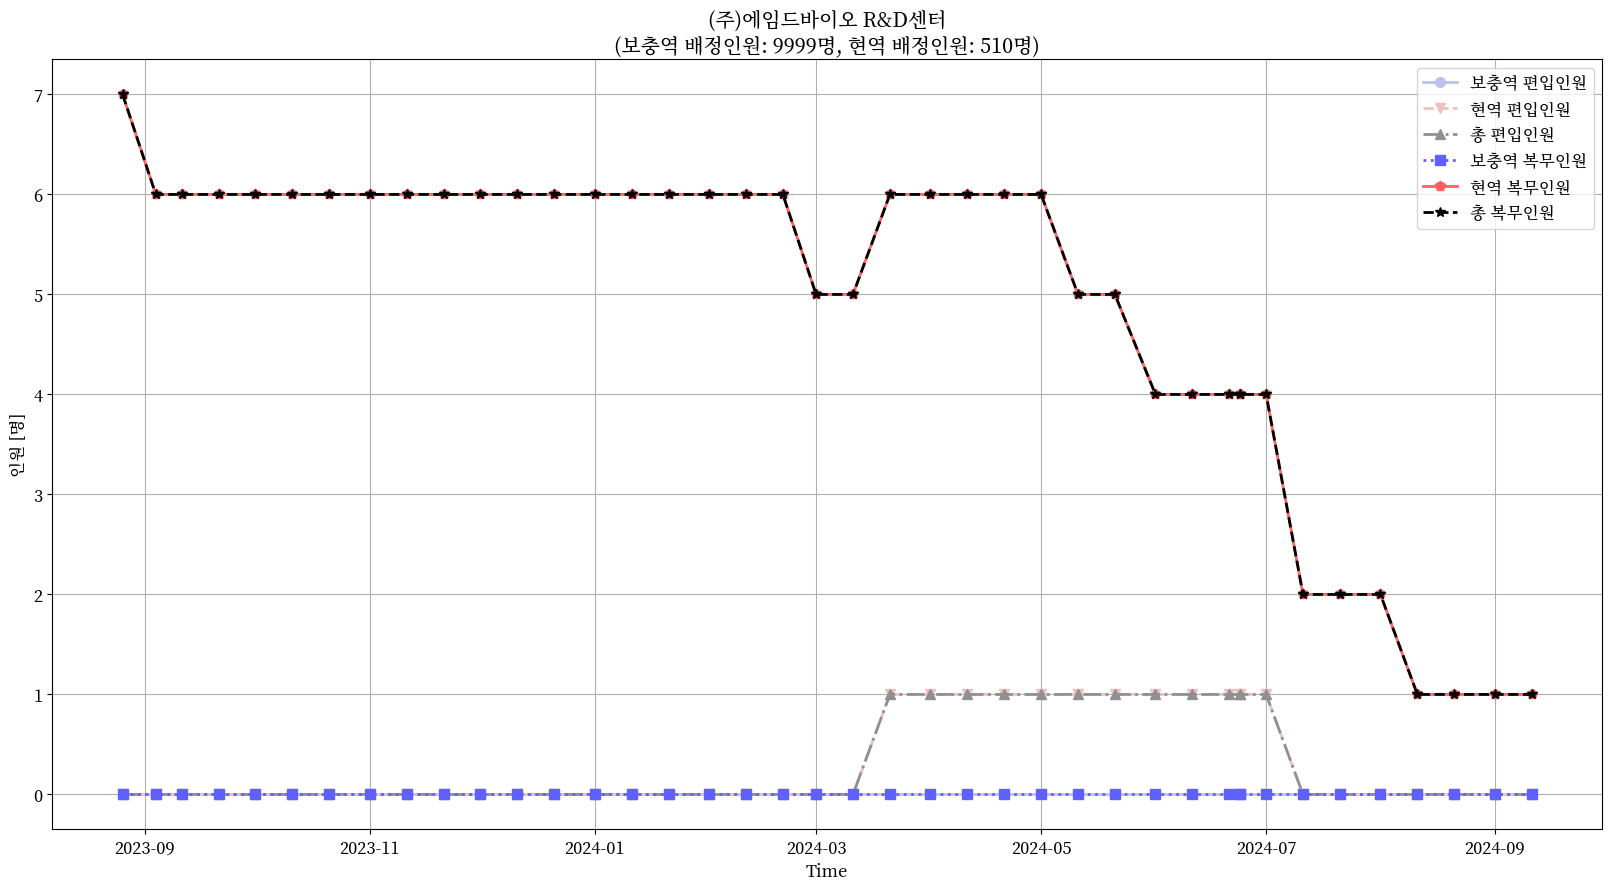 (주)에임드바이오 R&D센터
(보충역 배정인원: 9999명, 현역 배정인원: 510명)
보충역 편입인원
현역 편입인원
총 편입인원
보충역 복무인원
현역 복무인원
총 복무인원
인원 [명]
7
6
5
4
3
2
1
0
2023-09
2023-11
2024-01
2024-03
2024-05
2024-07
2024-09
Time